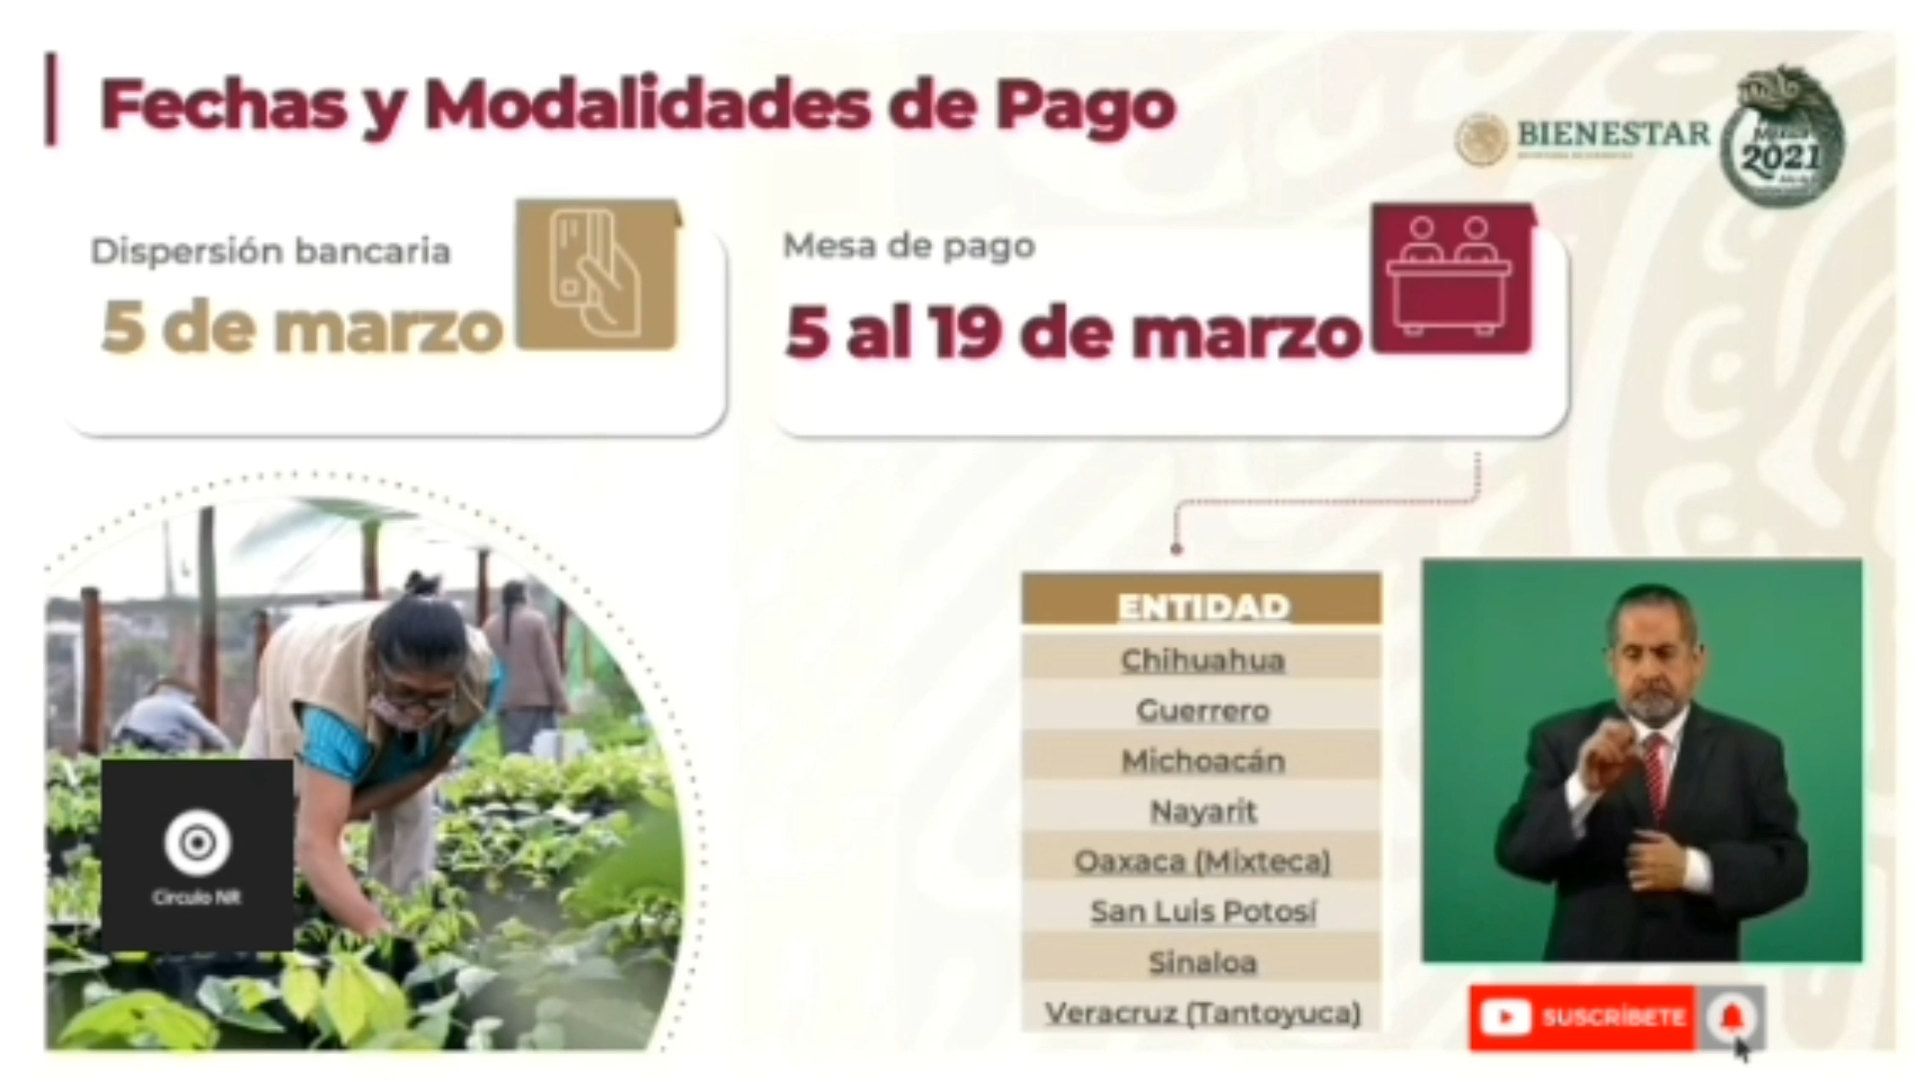 Fechas y Modalidades de Pago
BIENESTAR
México
2021
Dispersión bancaria
5 de marzo
Mesa de pago
5 al 19 de marzo
ENTIDAD
Chihuahua
Guerrero
Michoacán
Nayarit
Oaxaca (Mixteca)
San Luis Potosí
Sinaloa
Veracruz (Tantoyuca)
Circulo NR
SUSCRÍBETE